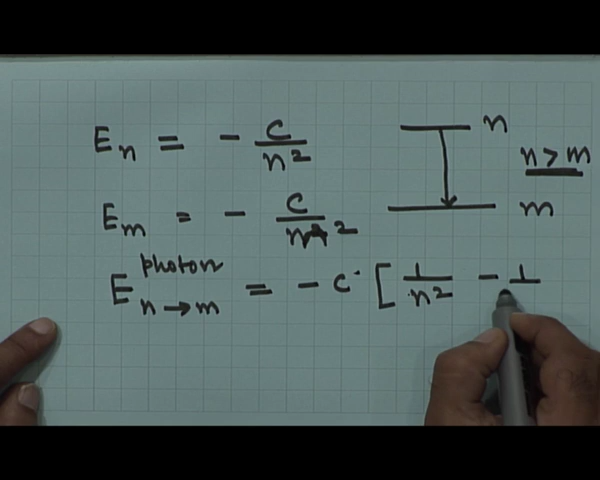 E_n = - C/n²
n
n > m
E_m = - C/m²
m
E^photon_n→m = - C · [ 1/n² - 1/